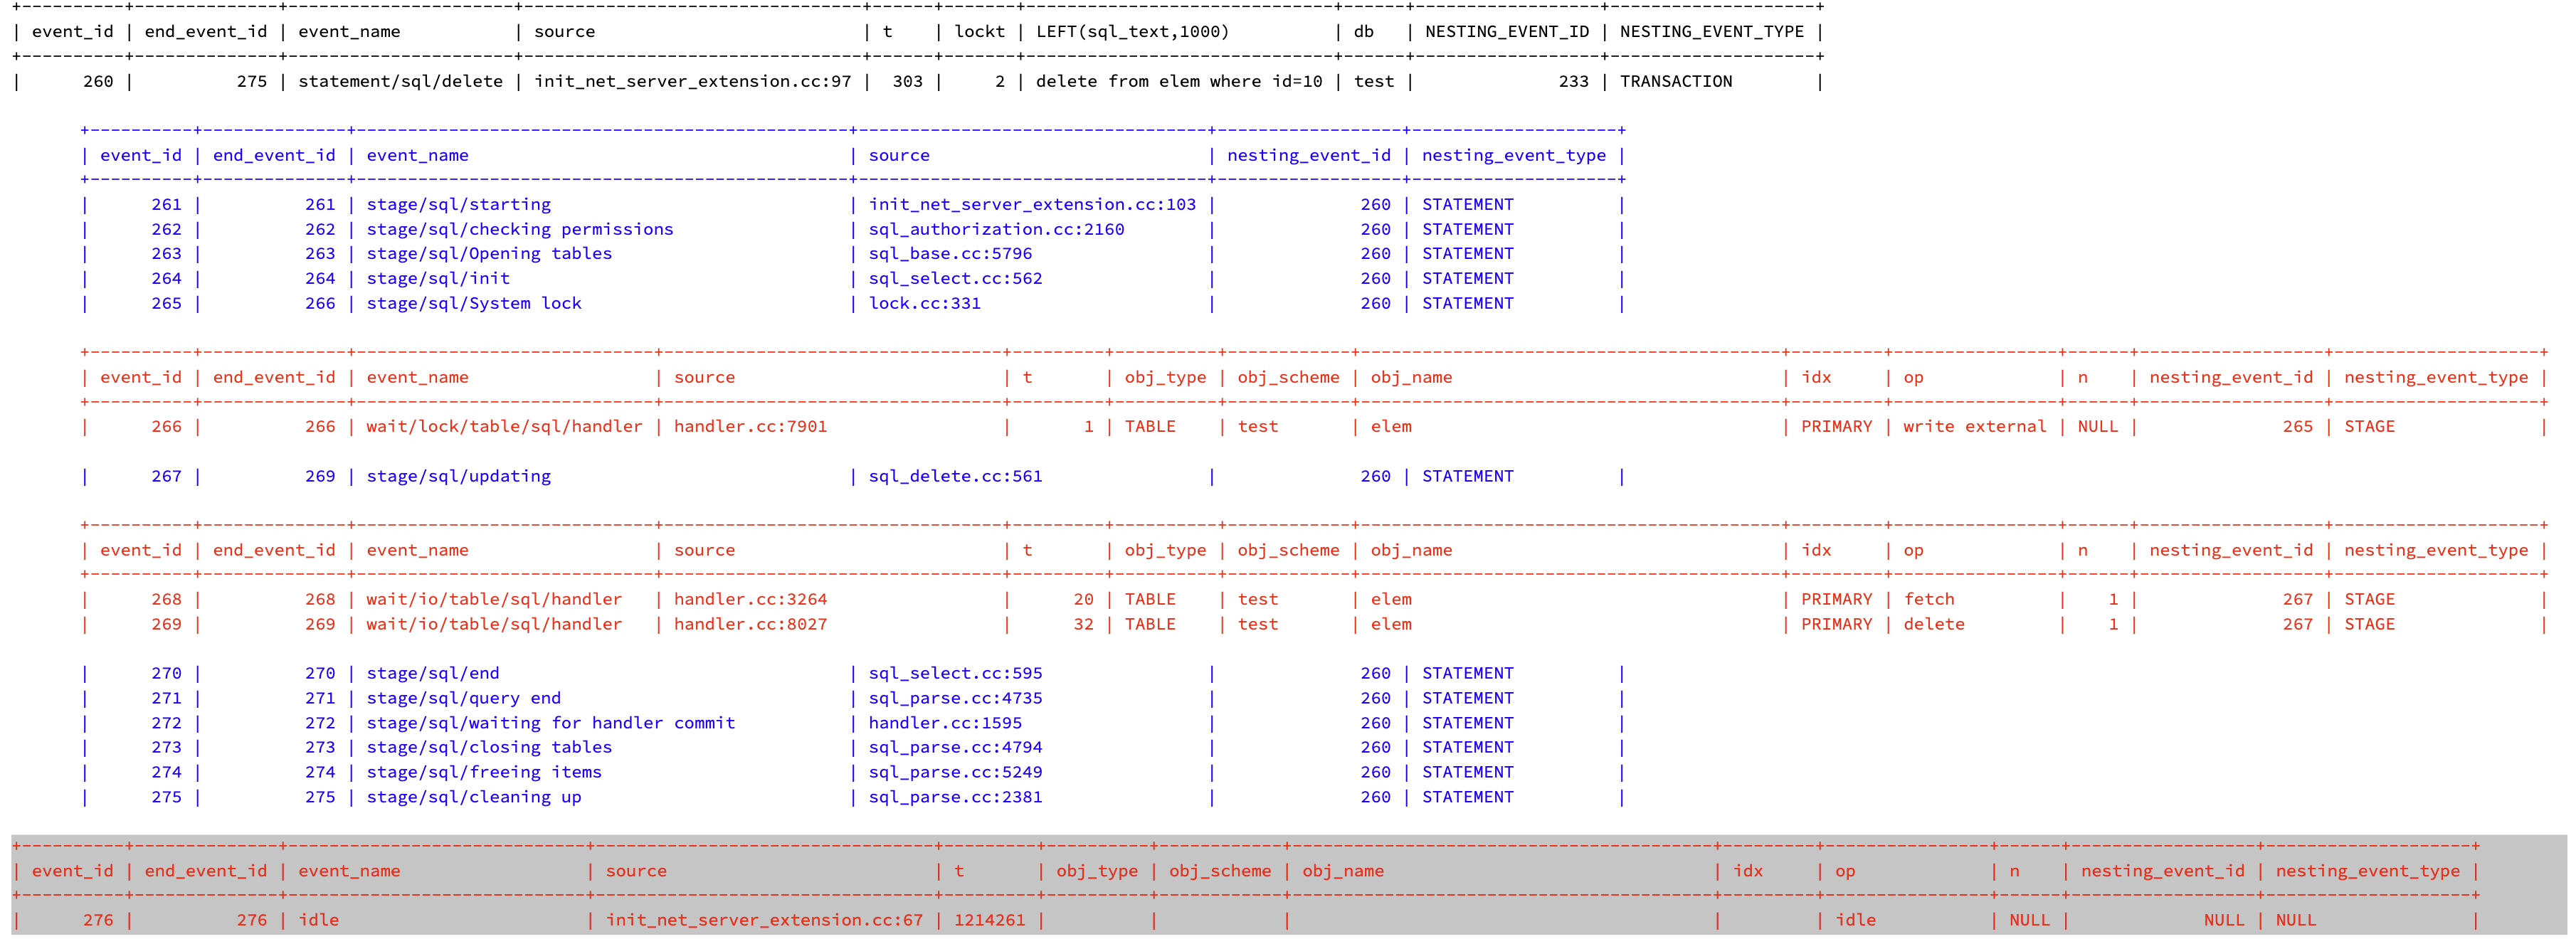 +----------+--------------+----------------------+----------------------------------+------+-------+-------------------------------+------+------------------+--------------------+
| event_id | end_event_id | event_name           | source                           | t    | lockt | LEFT(sql_text,1000)           | db   | NESTING_EVENT_ID | NESTING_EVENT_TYPE |
+----------+--------------+----------------------+----------------------------------+------+-------+-------------------------------+------+------------------+--------------------+
|      260 |          275 | statement/sql/delete | init_net_server_extension.cc:97 |  303 |     2 | delete from elem where id=10 | test |              233 | TRANSACTION        |
+----------+--------------+------------------------------------------------+----------------------------------+------------------+--------------------+
| event_id | end_event_id | event_name                                     | source                           | nesting_event_id | nesting_event_type |
+----------+--------------+------------------------------------------------+----------------------------------+------------------+--------------------+
|      261 |          261 | stage/sql/starting                             | init_net_server_extension.cc:103 |              260 | STATEMENT          |
|      262 |          262 | stage/sql/checking permissions                 | sql_authorization.cc:2160        |              260 | STATEMENT          |
|      263 |          263 | stage/sql/Opening tables                       | sql_base.cc:5796                 |              260 | STATEMENT          |
|      264 |          264 | stage/sql/init                                 | sql_select.cc:562                |              260 | STATEMENT          |
|      265 |          266 | stage/sql/System lock                          | lock.cc:331                      |              260 | STATEMENT          |
+----------+--------------+-----------------------------+---------------------------------+---------+----------+------------+-----------------------------------------+---------+----------------+------+------------------+--------------------+
| event_id | end_event_id | event_name                  | source                          | t       | obj_type | obj_scheme | obj_name                                | idx     | op             | n    | nesting_event_id | nesting_event_type |
+----------+--------------+-----------------------------+---------------------------------+---------+----------+------------+-----------------------------------------+---------+----------------+------+------------------+--------------------+
|      266 |          266 | wait/lock/table/sql/handler | handler.cc:7901                 |       1 | TABLE    | test       | elem                                    | PRIMARY | write external | NULL |              265 | STAGE              |
|      267 |          269 | stage/sql/updating                             | sql_delete.cc:561                |              260 | STATEMENT          |
+----------+--------------+-----------------------------+---------------------------------+---------+----------+------------+-----------------------------------------+---------+----------------+------+------------------+--------------------+
| event_id | end_event_id | event_name                  | source                          | t       | obj_type | obj_scheme | obj_name                                | idx     | op             | n    | nesting_event_id | nesting_event_type |
+----------+--------------+-----------------------------+---------------------------------+---------+----------+------------+-----------------------------------------+---------+----------------+------+------------------+--------------------+
|      268 |          268 | wait/io/table/sql/handler   | handler.cc:3264                 |      20 | TABLE    | test       | elem                                    | PRIMARY | fetch          |    1 |              267 | STAGE              |
|      269 |          269 | wait/io/table/sql/handler   | handler.cc:8027                 |      32 | TABLE    | test       | elem                                    | PRIMARY | delete         |    1 |              267 | STAGE              |
|      270 |          270 | stage/sql/end                                  | sql_select.cc:595                |              260 | STATEMENT          |
|      271 |          271 | stage/sql/query end                            | sql_parse.cc:4735                |              260 | STATEMENT          |
|      272 |          272 | stage/sql/waiting for handler commit           | handler.cc:1595                  |              260 | STATEMENT          |
|      273 |          273 | stage/sql/closing tables                       | sql_parse.cc:4794                |              260 | STATEMENT          |
|      274 |          274 | stage/sql/freeing items                        | sql_parse.cc:5249                |              260 | STATEMENT          |
|      275 |          275 | stage/sql/cleaning up                          | sql_parse.cc:2381                |              260 | STATEMENT          |
+----------+--------------+-----------------------------+---------------------------------+---------+----------+------------+-----------------------------------------+---------+----------------+------+------------------+--------------------+
| event_id | end_event_id | event_name                  | source                          | t       | obj_type | obj_scheme | obj_name                                | idx     | op             | n    | nesting_event_id | nesting_event_type |
+----------+--------------+-----------------------------+---------------------------------+---------+----------+------------+-----------------------------------------+---------+----------------+------+------------------+--------------------+
|      276 |          276 | idle                        | init_net_server_extension.cc:67 | 1214261 |          |            |                                         |         | idle           | NULL |             NULL | NULL               |